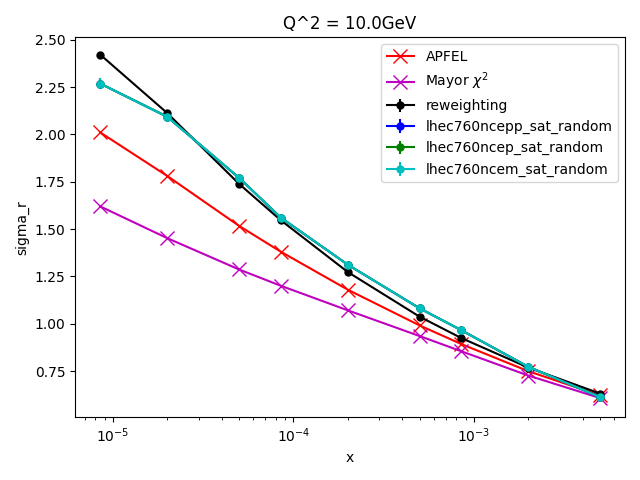 Q^2 = 10.0GeV
2.50
2.25
2.00
1.75
1.50
1.25
1.00
0.75
sigma_r
APFEL
Mayor χ²
reweighting
lhec760ncepp_sat_random
lhec760ncep_sat_random
lhec760ncem_sat_random
10⁻⁵
10⁻⁴
10⁻³
x